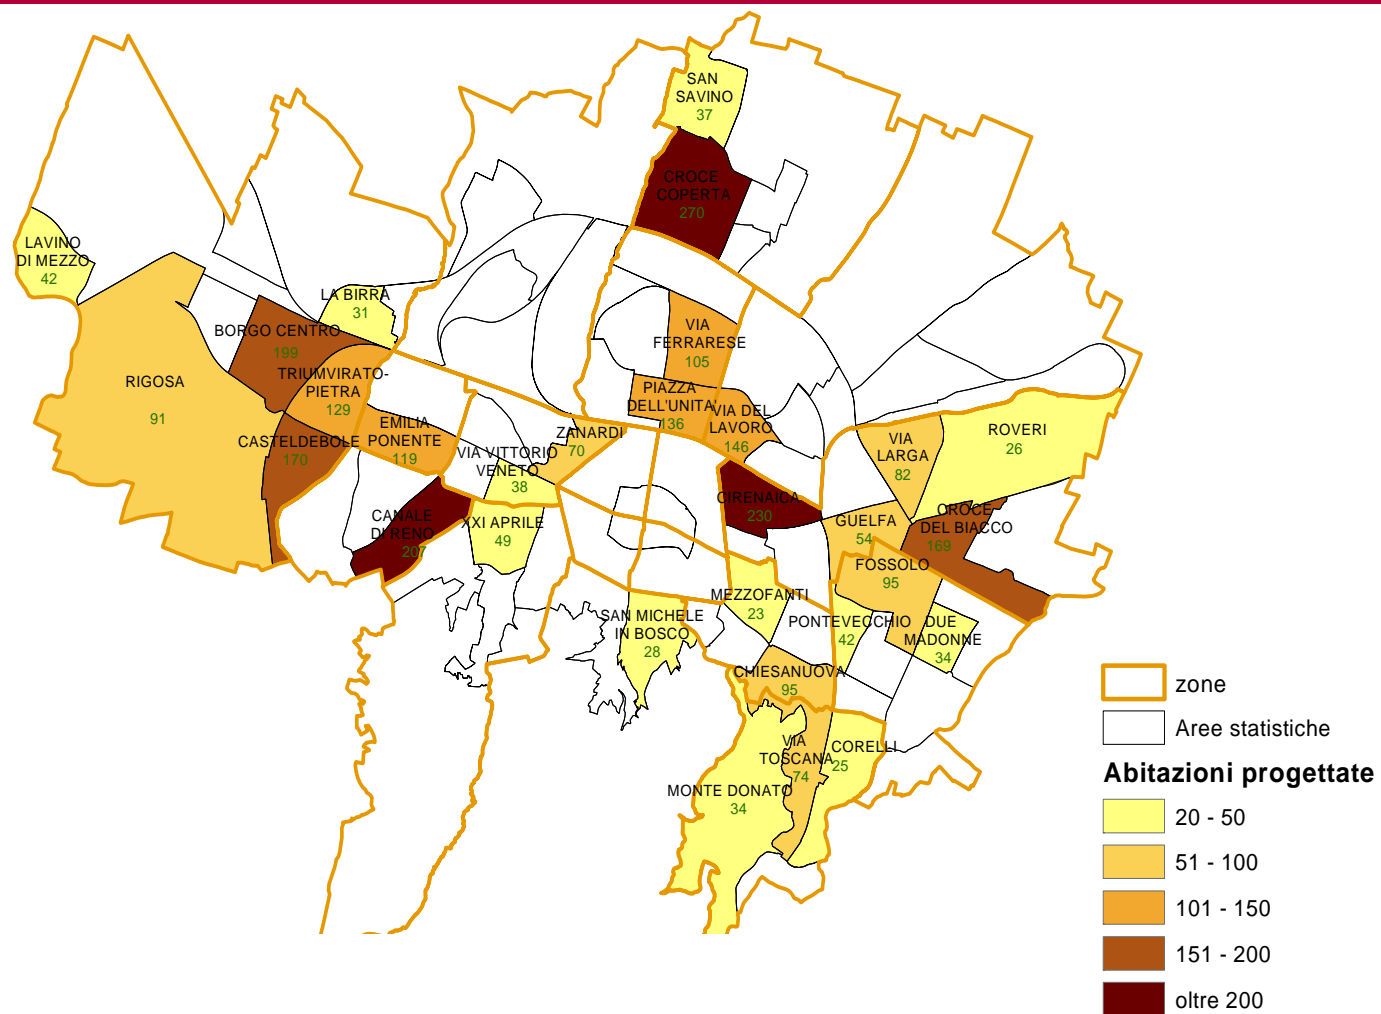 SAN
SAVINO
37
CROCE
COPERTA
270
LAVINO
DI MEZZO
42
LA BIRRA
31
BORGO CENTRO
199
TRIUMVIRATO-
PIETRA
129
RIGOSA
91
VIA
FERRARESE
105
PIAZZA
DELL'UNITA'
136
VIA DEL
LAVORO
146
EMILIA
PONENTE
119
CASTELDEBOLE
170
ZANARDI
70
VIA VITTORIO
VENETO
38
VIA
LARGA
82
ROVERI
26
CANALE
DI RENO
207
XXI APRILE
49
CIRENAICA
230
GUELFA
54
CROCE
DEL BIACCO
169
FOSSOLO
95
MEZZOFANTI
23
SAN MICHELE
IN BOSCO
28
PONTEVECCHIO
42
DUE
MADONNE
34
CHIESANUOVA
95
VIA
TOSCANA
74
CORELLI
25
MONTE DONATO
34
zone
Aree statistiche
Abitazioni progettate
20 - 50
51 - 100
101 - 150
151 - 200
oltre 200